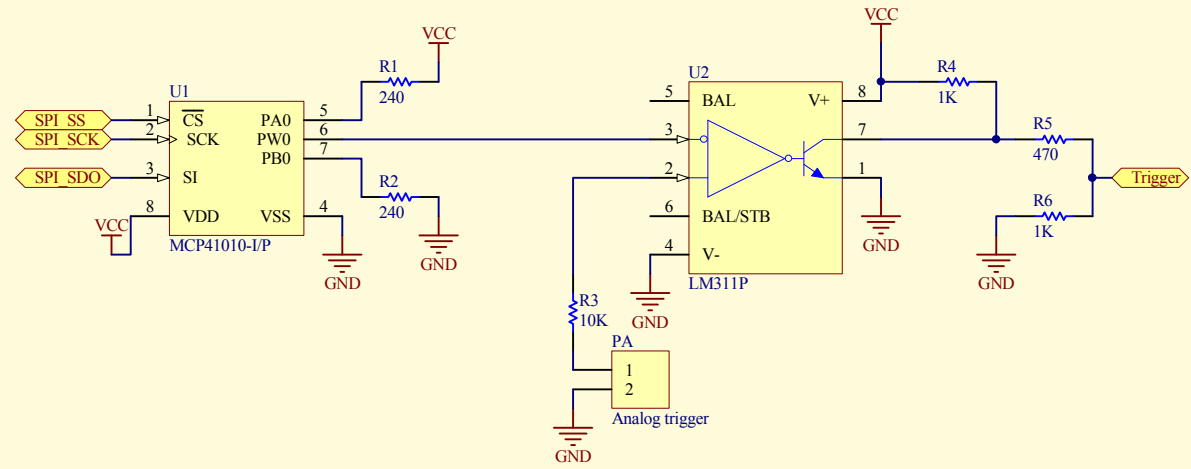 VCC
R1
240
U1
SPI_SS
1
CS
PA0
5
SPI_SCK
2
SCK
PW0
6
PB0
7
SPI_SDO
3
SI
R2
240
VCC
8
VDD
VSS
4
MCP41010-I/P
GND
GND
VCC
U2
R4
1K
5
BAL
V+
8
3
7
R5
470
2
1
Trigger
R6
1K
6
BAL/STB
4
V-
GND
GND
LM311P
GND
R3
10K
PA
1
2
Analog trigger
GND